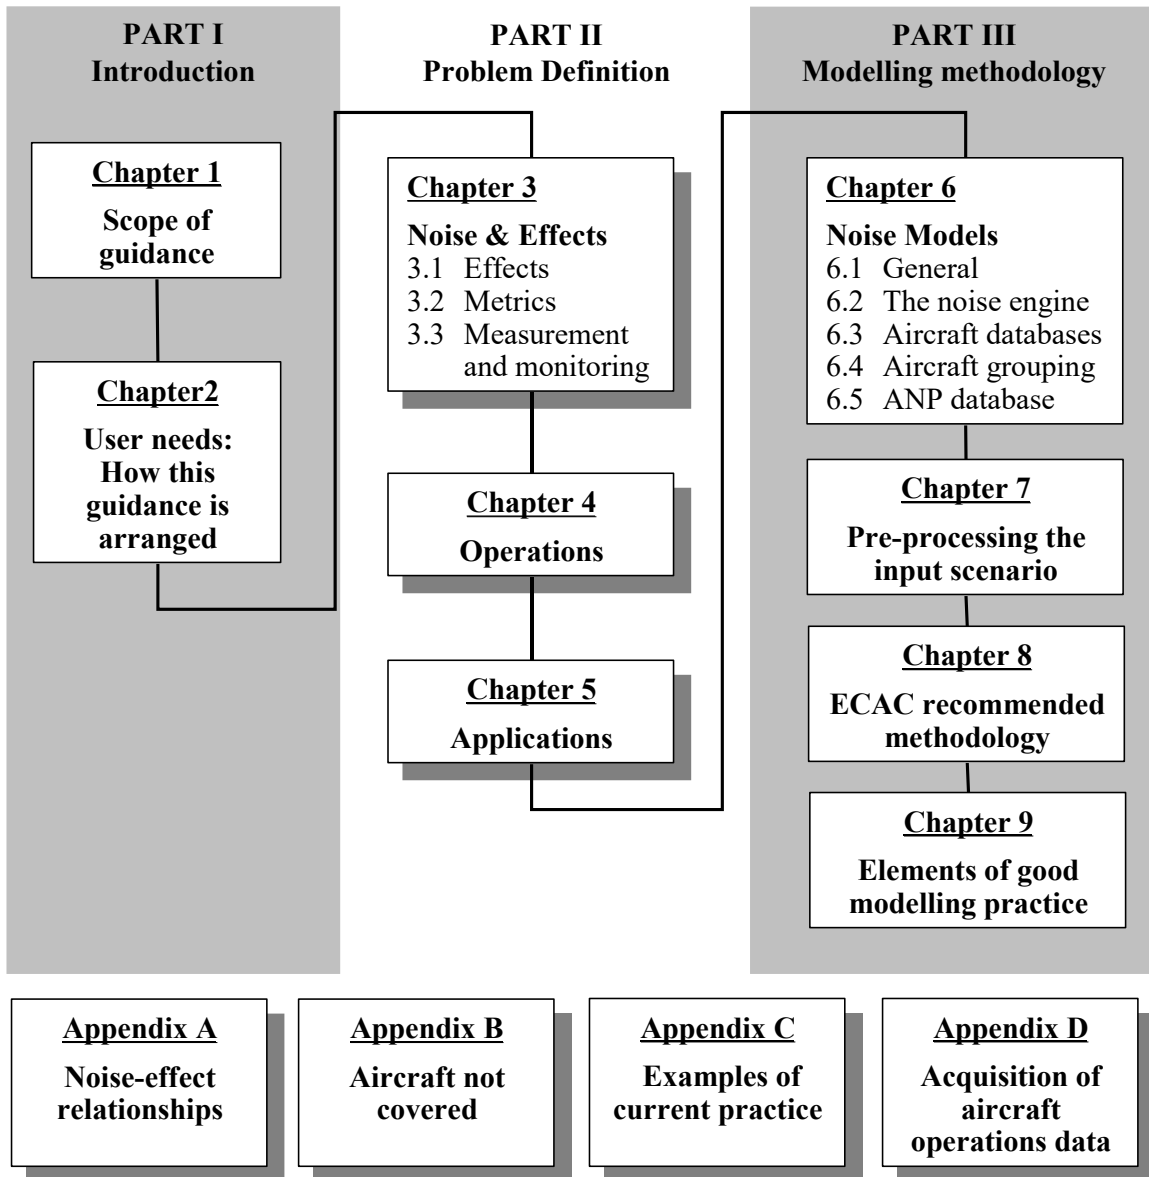 PART I
Introduction
Chapter 1
Scope of
guidance
Chapter2
User needs:
How this
guidance is
arranged
PART II
Problem Definition
Chapter 3
Noise & Effects
3.1 Effects
3.2 Metrics
3.3 Measurement
and monitoring
Chapter 4
Operations
Chapter 5
Applications
PART III
Modelling methodology
Chapter 6
Noise Models
6.1 General
6.2 The noise engine
6.3 Aircraft databases
6.4 Aircraft grouping
6.5 ANP database
Chapter 7
Pre-processing the
input scenario
Chapter 8
ECAC recommended
methodology
Chapter 9
Elements of good
modelling practice
Appendix A
Noise-effect
relationships
Appendix B
Aircraft not
covered
Appendix C
Examples of
current practice
Appendix D
Acquisition of
aircraft
operations data